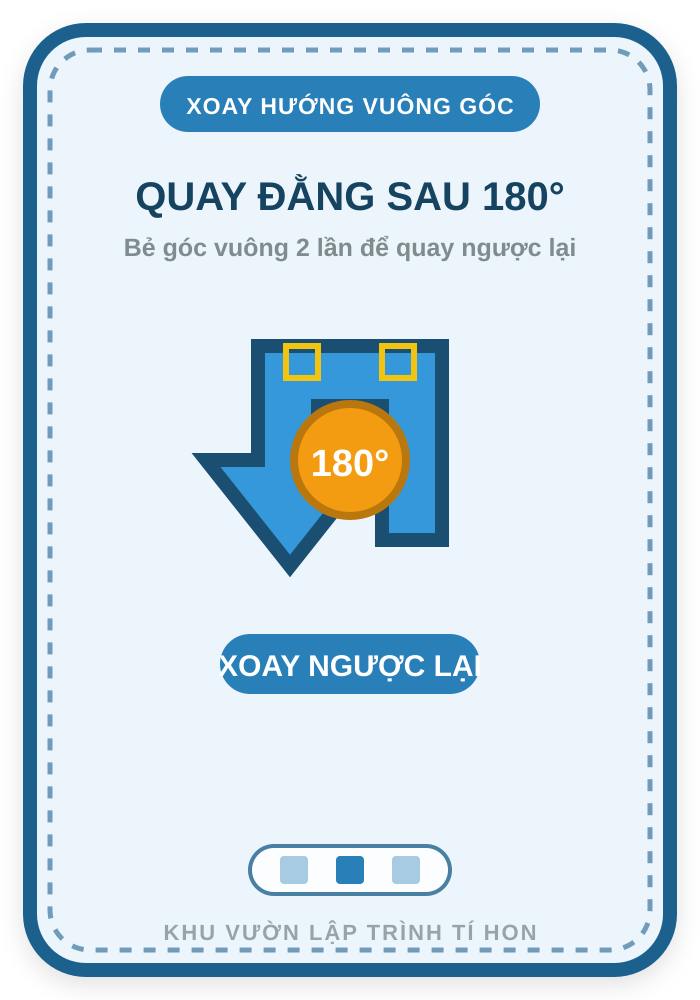 XOAY HƯỚNG VUÔNG GÓC
QUAY ĐẰNG SAU 180°
Bẻ góc vuông 2 lần để quay ngược lại
180°
XOAY NGƯỢC LẠI
KHU VƯỜN LẬP TRÌNH TÍ HON